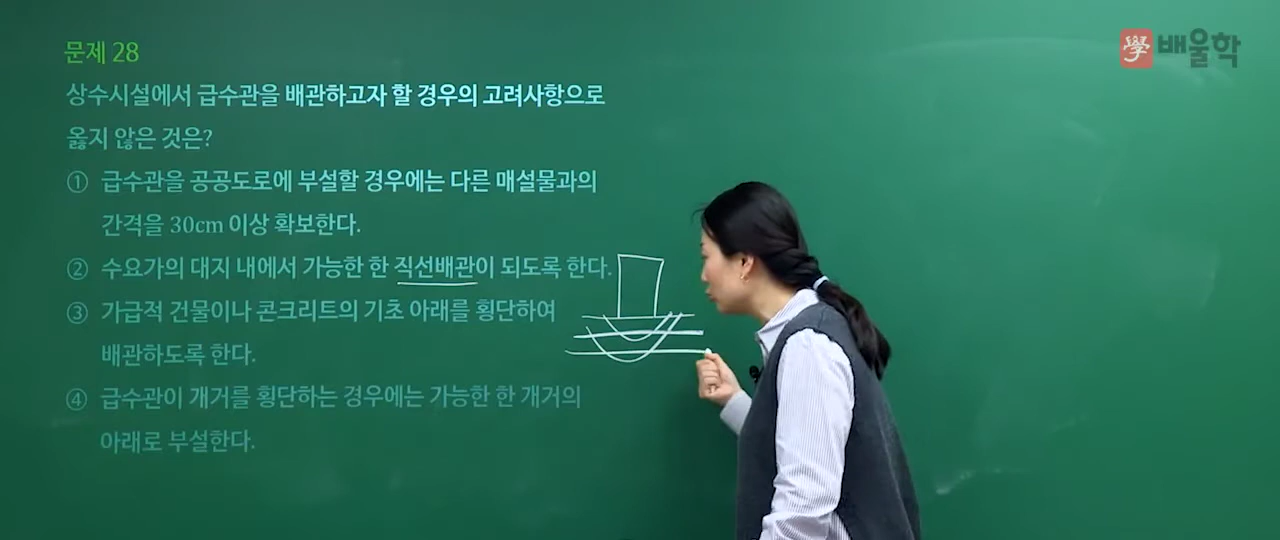 문제 28
學 배울학
상수시설에서 급수관을 배관하고자 할 경우의 고려사항으로
옳지 않은 것은?
① 급수관을 공공도로에 부설할 경우에는 다른 매설물과의
간격을 30cm 이상 확보한다.
② 수요가의 대지 내에서 가능한 한 직선배관이 되도록 한다.
③ 가급적 건물이나 콘크리트의 기초 아래를 횡단하여
배관하도록 한다.
④ 급수관이 개거를 횡단하는 경우에는 가능한 한 개거의
아래로 부설한다.